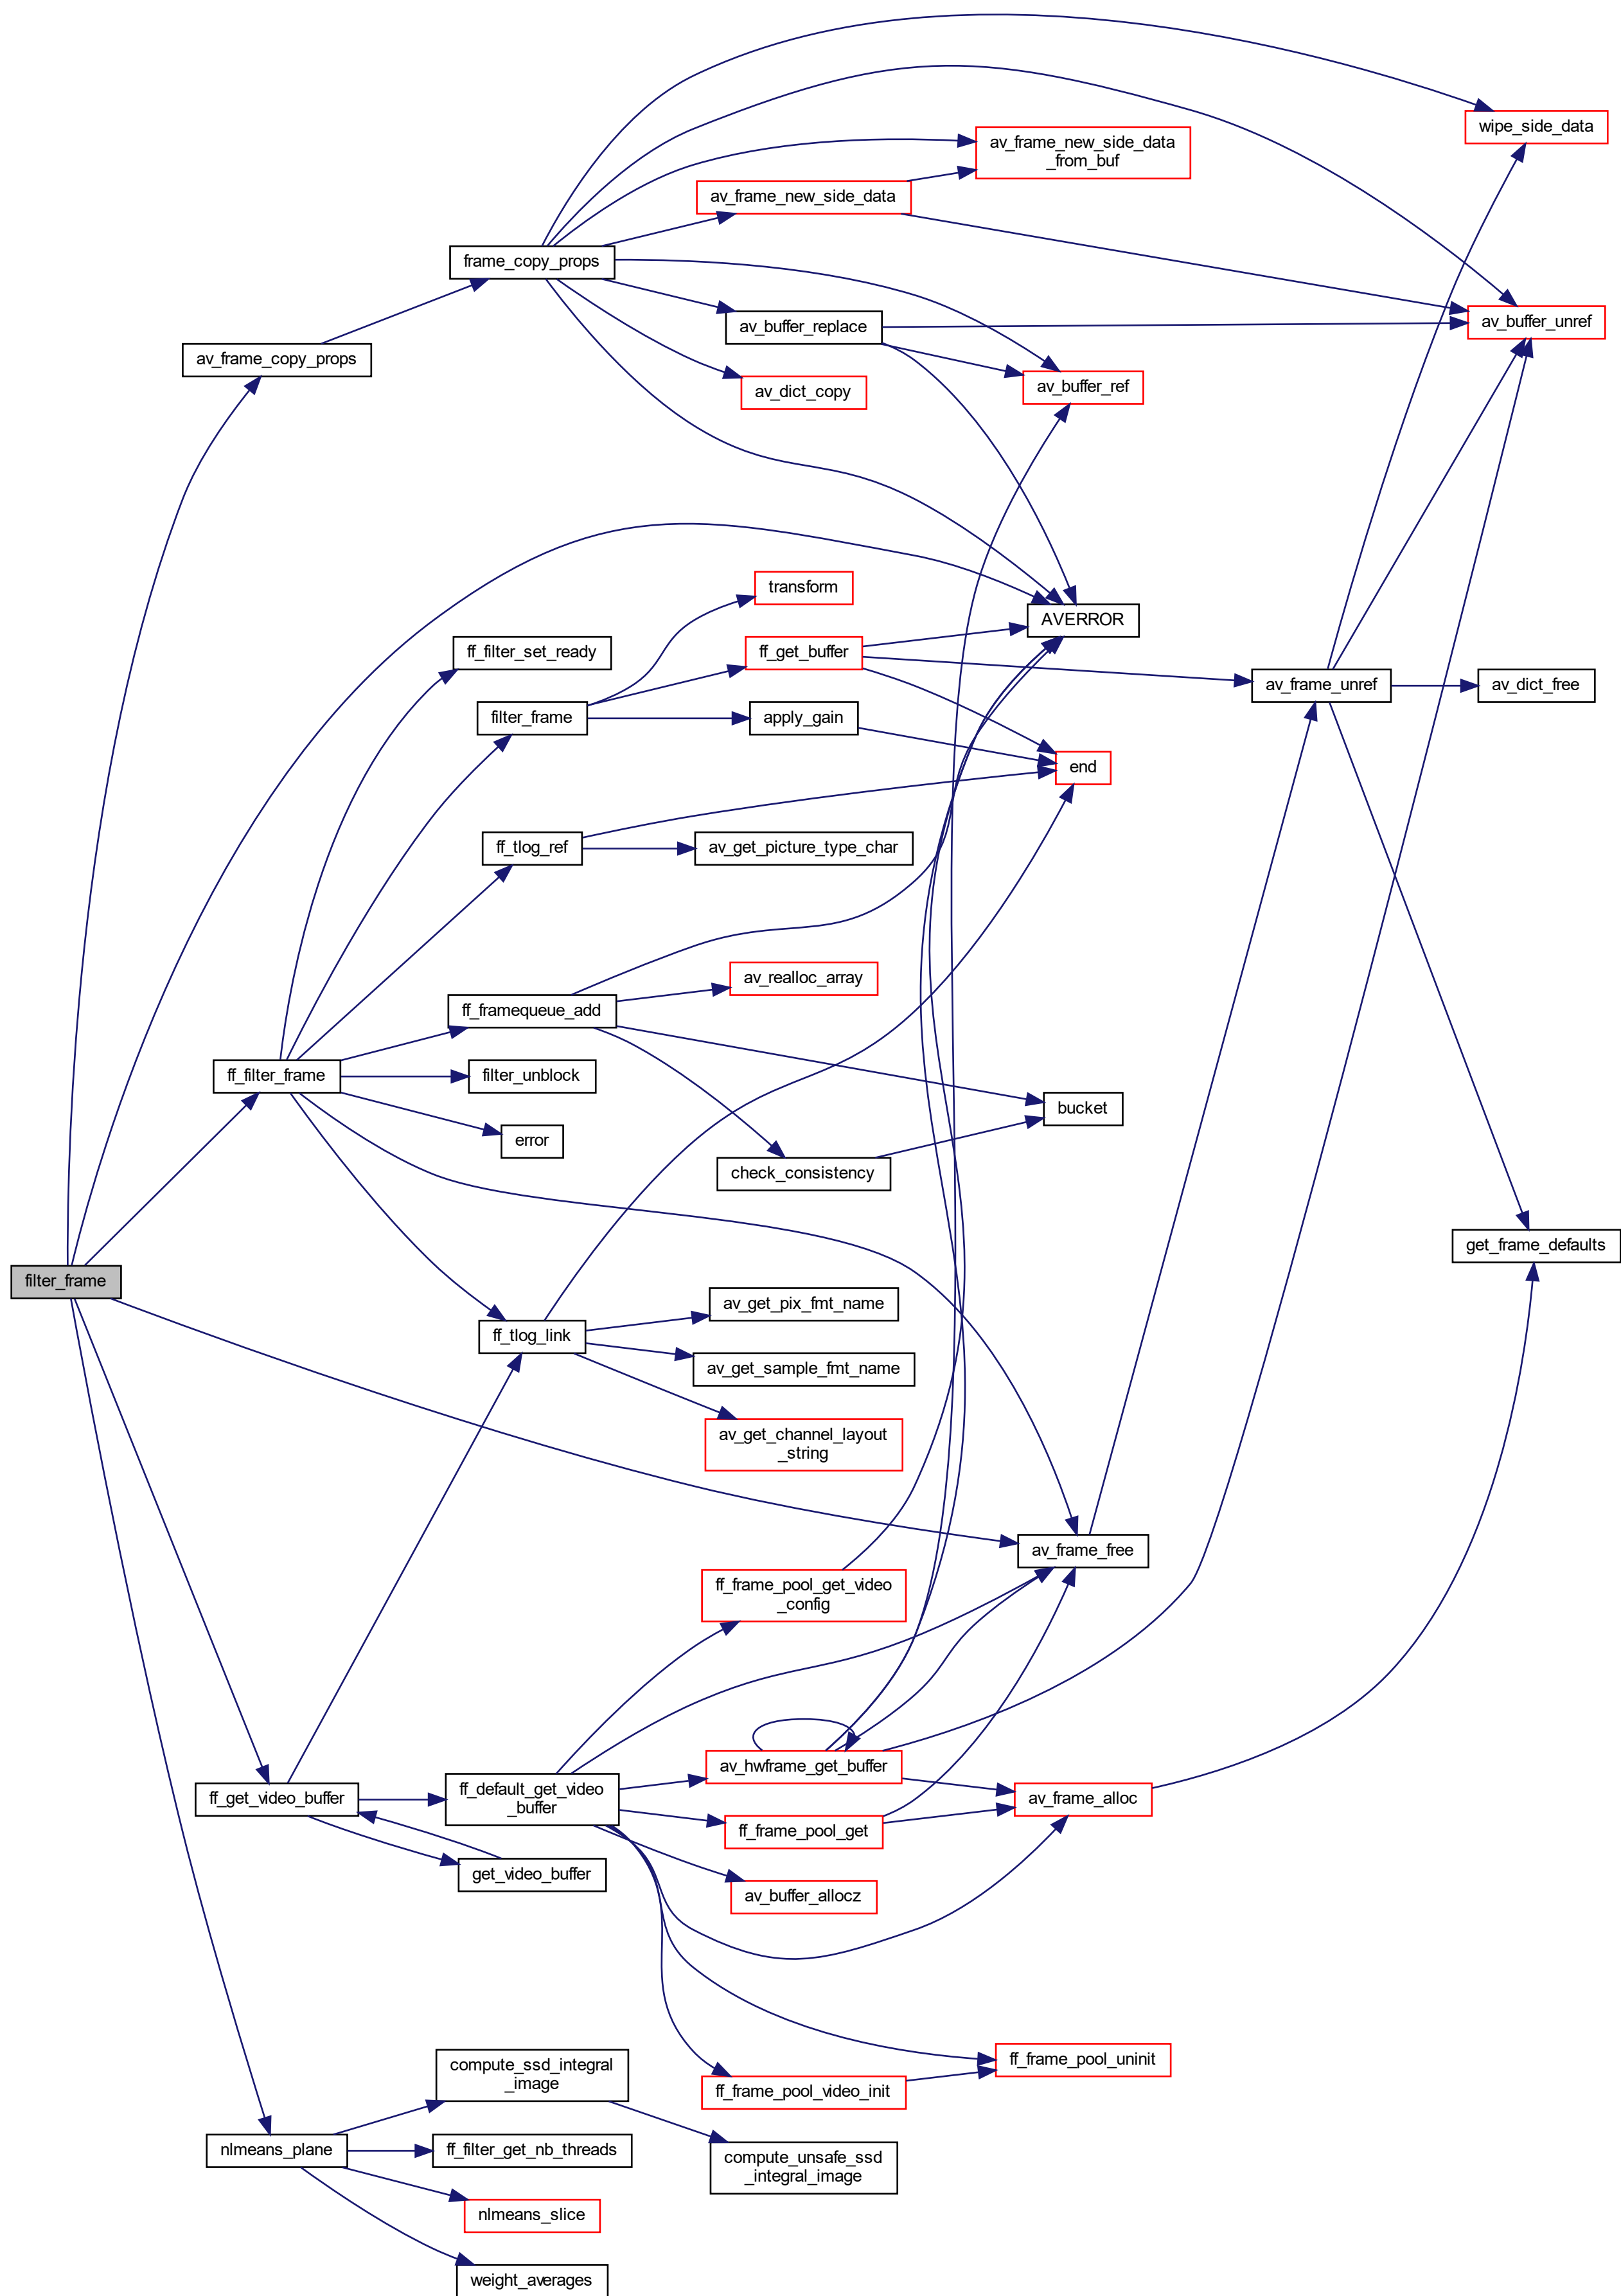 wipe_side_data
av_frame_new_side_data
_from_buf
av_frame_new_side_data
frame_copy_props
av_buffer_unref
av_buffer_replace
av_frame_copy_props
av_buffer_ref
av_dict_copy
transform
AVERROR
ff_filter_set_ready
ff_get_buffer
av_frame_unref
av_dict_free
filter_frame
apply_gain
end
ff_tlog_ref
av_get_picture_type_char
av_realloc_array
ff_framequeue_add
ff_filter_frame
filter_unblock
bucket
error
check_consistency
get_frame_defaults
filter_frame
av_get_pix_fmt_name
ff_tlog_link
av_get_sample_fmt_name
av_get_channel_layout
_string
av_frame_free
ff_frame_pool_get_video
_config
av_hwframe_get_buffer
ff_get_video_buffer
ff_default_get_video
_buffer
av_frame_alloc
ff_frame_pool_get
get_video_buffer
av_buffer_allocz
ff_frame_pool_uninit
compute_ssd_integral
_image
ff_frame_pool_video_init
nlmeans_plane
ff_filter_get_nb_threads
compute_unsafe_ssd
_integral_image
nlmeans_slice
weight_averages